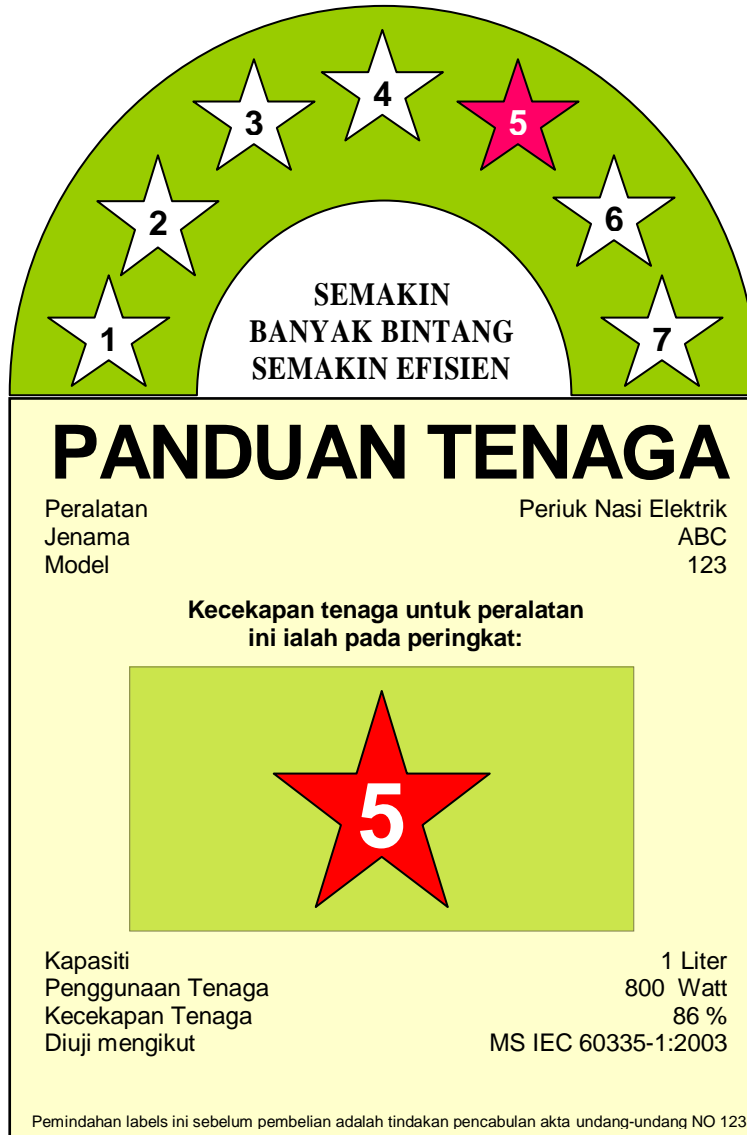 4
3
5
2
6
1
7
SEMAKIN
BANYAK BINTANG
SEMAKIN EFISIEN
PANDUAN TENAGA
Peralatan Periuk Nasi Elektrik
Jenama ABC
Model 123
Kecekapan tenaga untuk peralatan
ini ialah pada peringkat:
5
Kapasiti 1 Liter
Penggunaan Tenaga 800 Watt
Kecekapan Tenaga 86 %
Diuji mengikut MS IEC 60335-1:2003
Pemindahan labels ini sebelum pembelian adalah tindakan pencabulan akta undang-undang NO 123